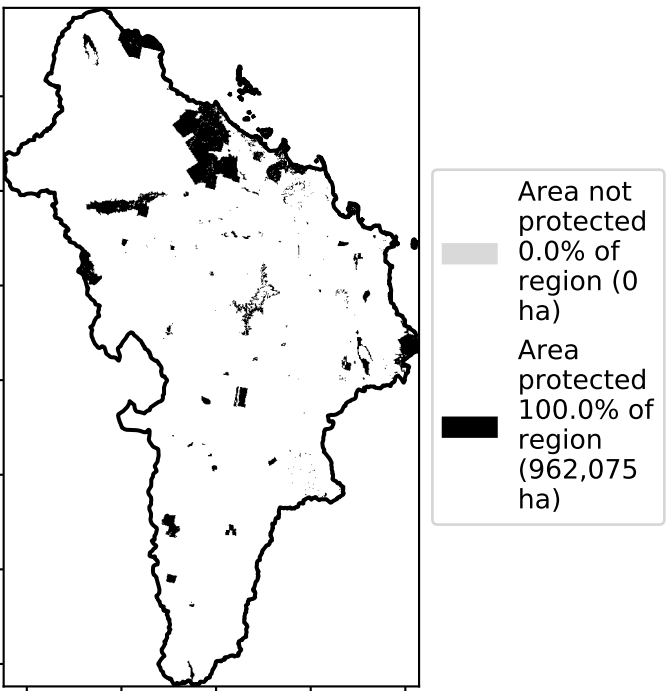 Area not
protected
0.0% of
region (0
ha)
Area
protected
100.0% of
region
(962,075
ha)